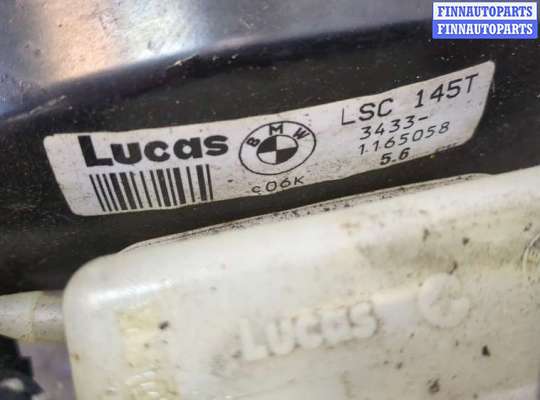 FINNAUTOPARTS
FINNAUTOPARTS
Lucas
BMW
LSC 145T
3433-
1165058
5.6
c06K
LUCAS